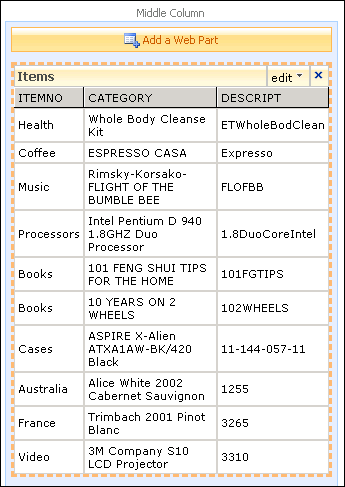 Middle Column
Add a Web Part
Items edit
ITEMNO CATEGORY DESCRIPT
Health Whole Body Cleanse Kit ETWholeBodClean
Coffee ESPRESSO CASA Expresso
Music Rimsky-Korsako-FLIGHT OF THE BUMBLE BEE FLOFBB
Processors Intel Pentium D 940 1.8GHZ Duo Processor 1.8DuoCoreIntel
Books 101 FENG SHUI TIPS FOR THE HOME 101FGTIPS
Books 10 YEARS ON 2 WHEELS 102WHEELS
Cases ASPIRE X-Alien ATXA1AW-BK/420 Black 11-144-057-11
Australia Alice White 2002 Cabernet Sauvignon 1255
France Trimbach 2001 Pinot Blanc 3265
Video 3M Company S10 LCD Projector 3310